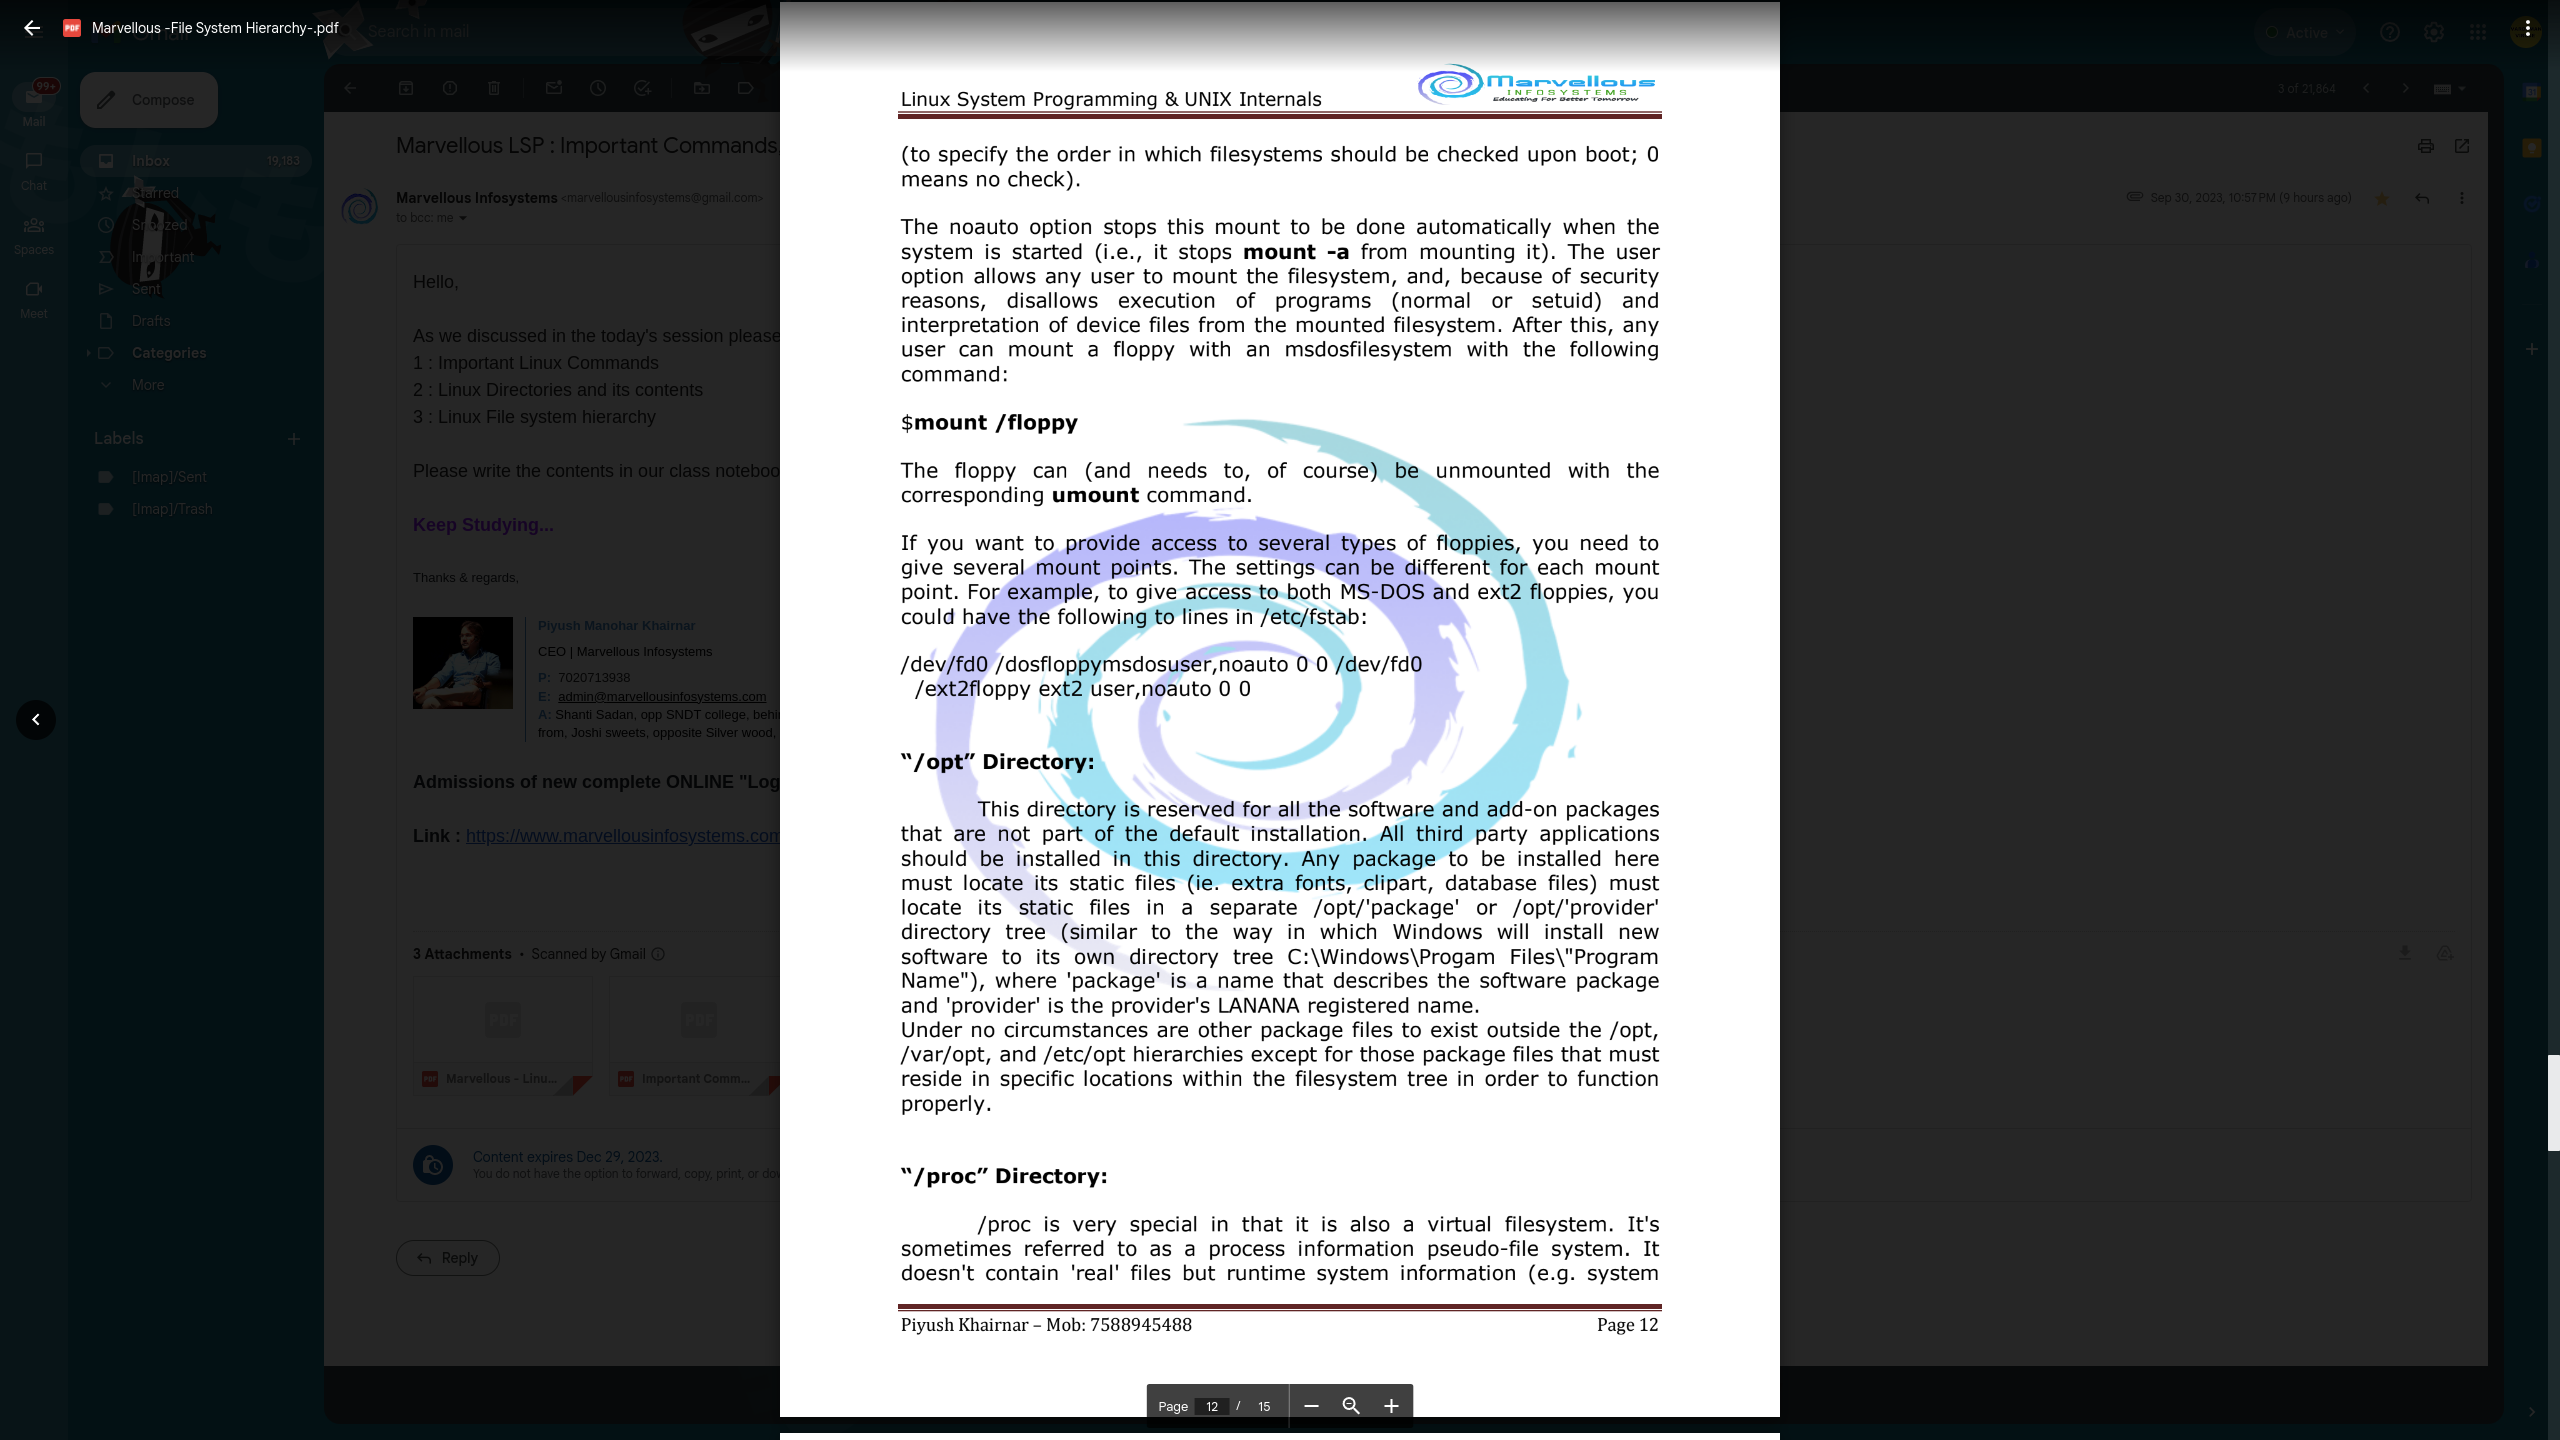 Marvellous -File System Hierarchy-.pdf
Search in mail
Active
99+
Mail
Chat
Spaces
Meet
Compose
Inbox 19,183
Starred
Snoozed
Important
Sent
Drafts
Categories
More
Labels
[Imap]/Sent
[Imap]/Trash
3 of 21,864
Marvellous LSP : Important Commands
Marvellous Infosystems <marvellousinfosystems@gmail.com>
to bcc: me
Sep 30, 2023, 10:57 PM (9 hours ago)
Hello,
As we discussed in the today's session please
1 : Important Linux Commands
2 : Linux Directories and its contents
3 : Linux File system hierarchy
Please write the contents in our class noteboo
Keep Studying...
Thanks & regards,
Piyush Manohar Khairnar
CEO | Marvellous Infosystems
P: 7020713938
E: admin@marvellousinfosystems.com
A: Shanti Sadan, opp SNDT college, behi
from, Joshi sweets, opposite Silver wood,
Admissions of new complete ONLINE "Log
Link : https://www.marvellousinfosystems.com
3 Attachments • Scanned by Gmail
PDF
PDF
PDF Marvellous - Linu...
PDF Important Comm...
Content expires Dec 29, 2023.
You do not have the option to forward, copy, print, or dow
Reply
Linux System Programming & UNIX Internals
Marvellous
INFOSYSTEMS
Educating For Better Tomorrow
(to specify the order in which filesystems should be checked upon boot; 0
means no check).
The noauto option stops this mount to be done automatically when the
system is started (i.e., it stops mount -a from mounting it). The user
option allows any user to mount the filesystem, and, because of security
reasons, disallows execution of programs (normal or setuid) and
interpretation of device files from the mounted filesystem. After this, any
user can mount a floppy with an msdosfilesystem with the following
command:
$mount /floppy
The floppy can (and needs to, of course) be unmounted with the
corresponding umount command.
If you want to provide access to several types of floppies, you need to
give several mount points. The settings can be different for each mount
point. For example, to give access to both MS-DOS and ext2 floppies, you
could have the following to lines in /etc/fstab:
/dev/fd0 /dosfloppymsdosuser,noauto 0 0 /dev/fd0
/ext2floppy ext2 user,noauto 0 0
“/opt” Directory:
This directory is reserved for all the software and add-on packages
that are not part of the default installation. All third party applications
should be installed in this directory. Any package to be installed here
must locate its static files (ie. extra fonts, clipart, database files) must
locate its static files in a separate /opt/'package' or /opt/'provider'
directory tree (similar to the way in which Windows will install new
software to its own directory tree C:\Windows\Progam Files\"Program
Name"), where 'package' is a name that describes the software package
and 'provider' is the provider's LANANA registered name.
Under no circumstances are other package files to exist outside the /opt,
/var/opt, and /etc/opt hierarchies except for those package files that must
reside in specific locations within the filesystem tree in order to function
properly.
“/proc” Directory:
/proc is very special in that it is also a virtual filesystem. It's
sometimes referred to as a process information pseudo-file system. It
doesn't contain 'real' files but runtime system information (e.g. system
Piyush Khairnar – Mob: 7588945488 Page 12
Page 12 / 15